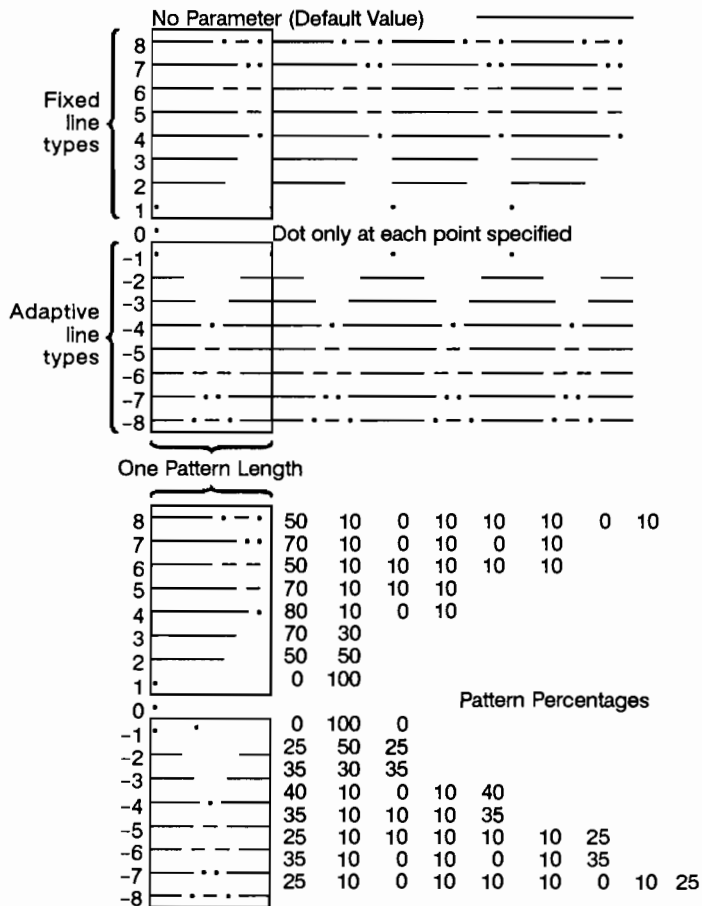 No Parameter (Default Value)
8
7
Fixed
line
types
6
5
4
3
2
1
0 Dot only at each point specified
-1
-2
Adaptive
line
types
-3
-4
-5
-6
-7
-8
One Pattern Length
8 50 10 0 10 10 10 0 10
7 70 10 0 10 0 10
6 50 10 10 10 10 10
5 70 10 10 10
4 80 10 0 10
3 70 30
2 50 50
1 0 100
Pattern Percentages
0
-1 0 100 0
-2 25 50 25
-3 35 30 35
-4 40 10 0 10 40
-5 35 10 10 10 35
-6 25 10 10 10 10 10 25
-7 35 10 0 10 0 10 35
-8 25 10 0 10 10 10 0 10 25